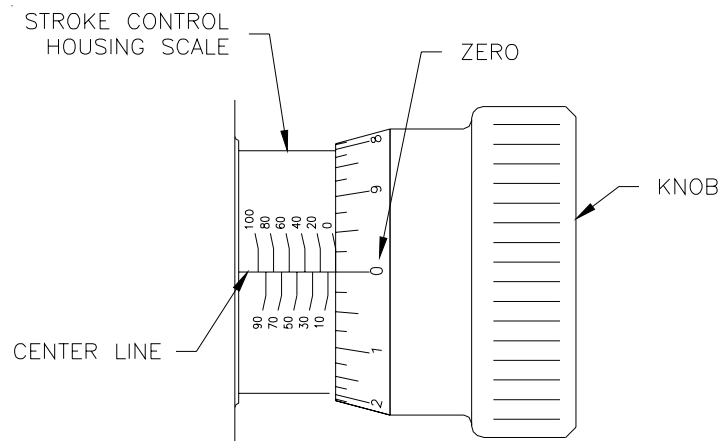 STROKE CONTROL
HOUSING SCALE
ZERO
KNOB
CENTER LINE
100 80 60 40 20 0
90 70 50 30 10
8
9
0
1
2